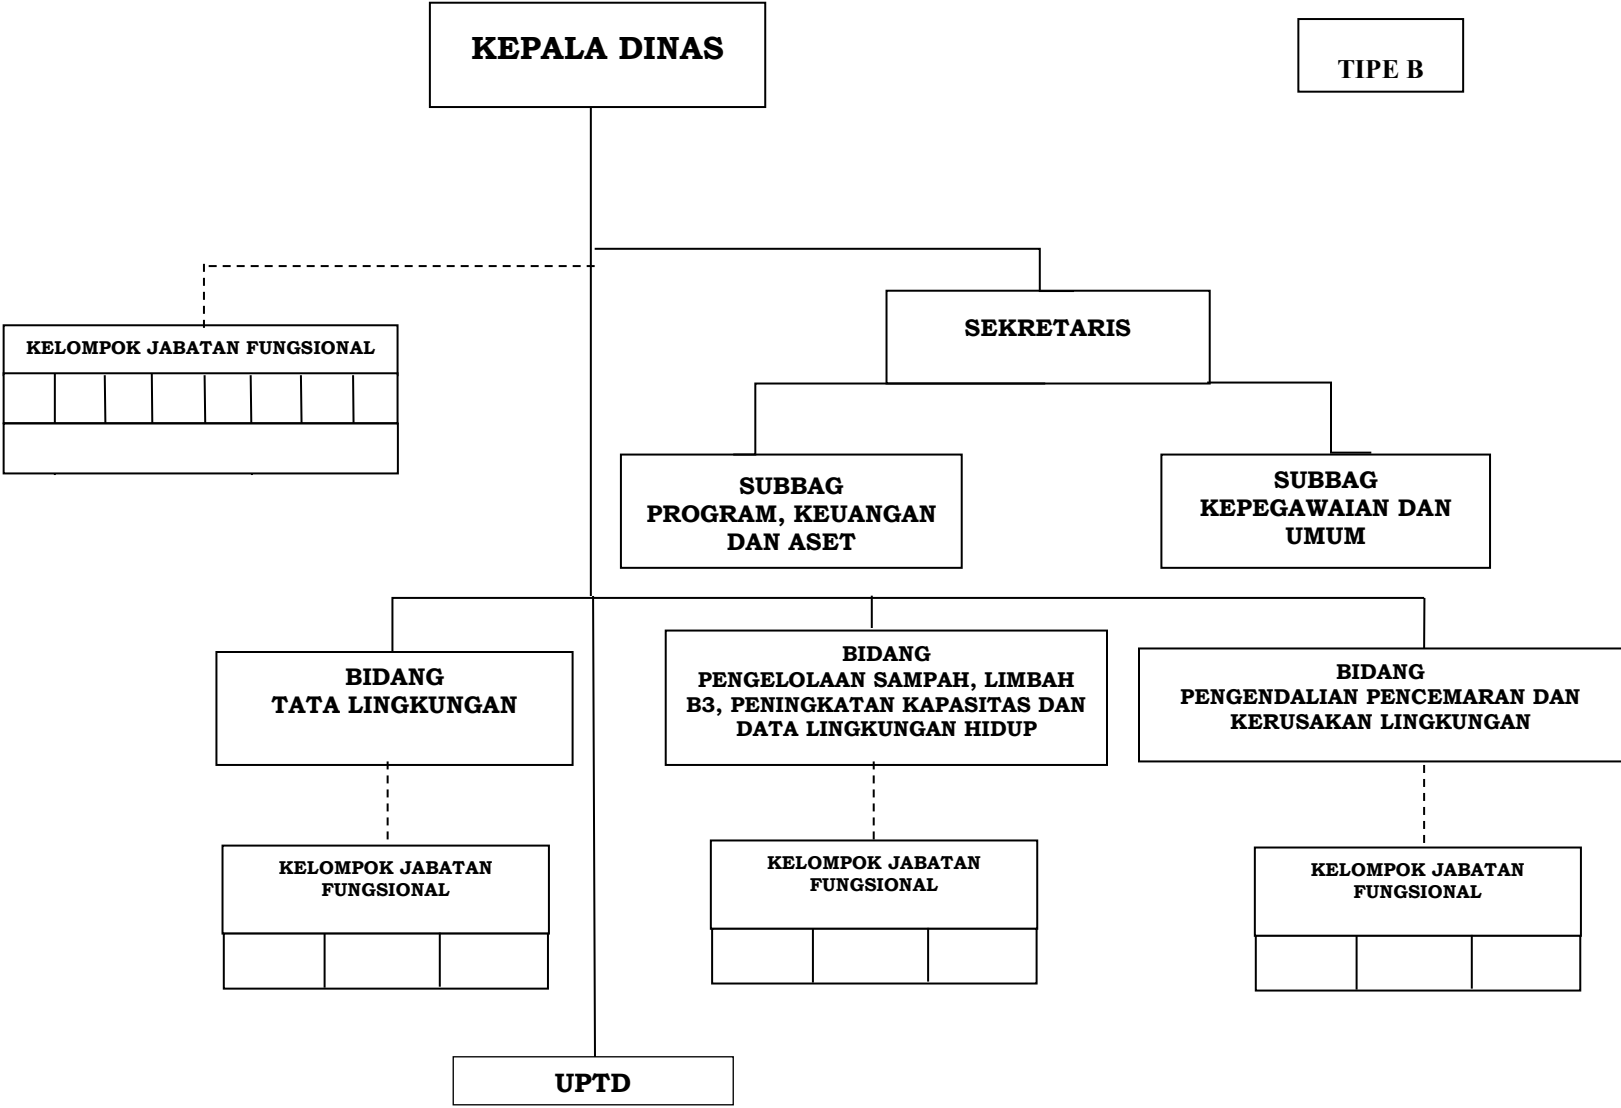 KEPALA DINAS
TIPE B
SEKRETARIS
KELOMPOK JABATAN FUNGSIONAL
SUBBAG
PROGRAM, KEUANGAN
DAN ASET
SUBBAG
KEPEGAWAIAN DAN
UMUM
BIDANG
TATA LINGKUNGAN
BIDANG
PENGELOLAAN SAMPAH, LIMBAH
B3, PENINGKATAN KAPASITAS DAN
DATA LINGKUNGAN HIDUP
BIDANG
PENGENDALIAN PENCEMARAN DAN
KERUSAKAN LINGKUNGAN
KELOMPOK JABATAN
FUNGSIONAL
KELOMPOK JABATAN
FUNGSIONAL
KELOMPOK JABATAN
FUNGSIONAL
UPTD